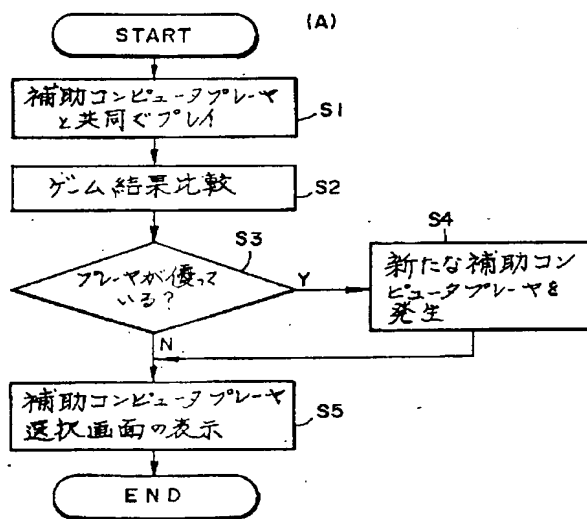 START
(A)
補助コンピュータプレーヤ
と共同でプレイ
S1
ゲーム結果比較
S2
S3
プレーヤが優って
いる?
Y
N
S4
新たな補助コン
ピュータプレーヤを
発生
補助コンピュータプレーヤ
選択画面の表示
S5
END